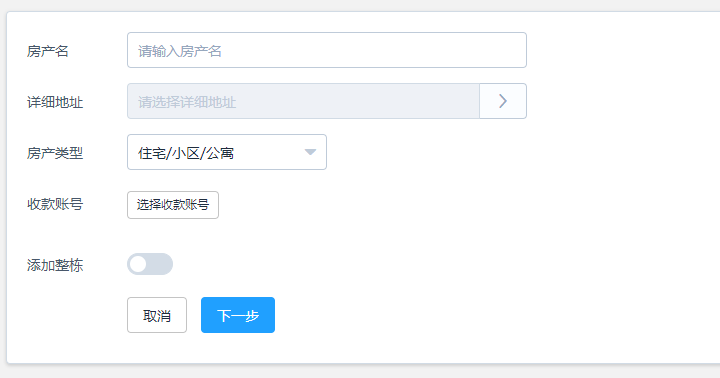 房产名 请输入房产名
详细地址 请选择详细地址
房产类型 住宅/小区/公寓
收款账号 选择收款账号
添加整栋
取消 下一步